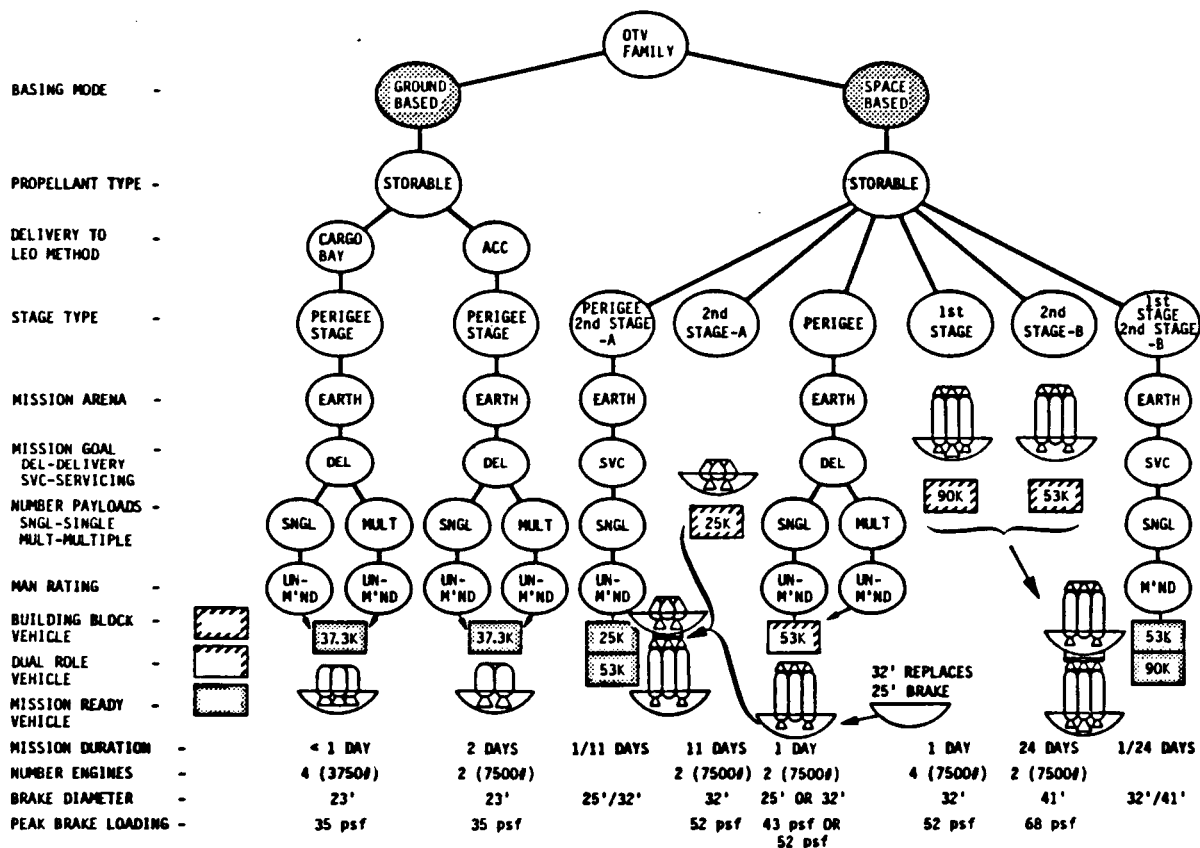 OTV
FAMILY
BASING MODE -
GROUND
BASED
SPACE
BASED
PROPELLANT TYPE -
STORABLE
STORABLE
DELIVERY TO -
LEO METHOD
CARGO
BAY
ACC
STAGE TYPE -
PERIGEE
STAGE
PERIGEE
STAGE
PERIGEE
2nd STAGE
-A
2nd
STAGE-A
PERIGEE
1st
STAGE
2nd
STAGE-B
1st
STAGE
2nd STAGE
-B
MISSION ARENA -
EARTH
EARTH
EARTH
EARTH
EARTH
MISSION GOAL -
DEL-DELIVERY
SVC-SERVICING
DEL
DEL
SVC
DEL
SVC
90K
53K
NUMBER PAYLOADS -
SNGL-SINGLE
MULT-MULTIPLE
SNGL
MULT
SNGL
MULT
SNGL
25K
SNGL
MULT
SNGL
MAN RATING -
UN-
M'ND
UN-
M'ND
UN-
M'ND
UN-
M'ND
UN-
M'ND
UN-
M'ND
UN-
M'ND
M'ND
BUILDING BLOCK -
VEHICLE
DUAL ROLE -
VEHICLE
MISSION READY -
VEHICLE
37.3K
37.3K
25K
53K
53K
53K
90K
32' REPLACES
25' BRAKE
MISSION DURATION - < 1 DAY 2 DAYS 1/11 DAYS 11 DAYS 1 DAY 1 DAY 24 DAYS 1/24 DAYS
NUMBER ENGINES - 4 (3750#) 2 (7500#) 2 (7500#) 2 (7500#) 4 (7500#) 2 (7500#)
BRAKE DIAMETER - 23' 23' 25'/32' 32' 25' OR 32' 32' 41' 32'/41'
PEAK BRAKE LOADING - 35 psf 35 psf 52 psf 43 psf OR 52 psf 68 psf
52 psf